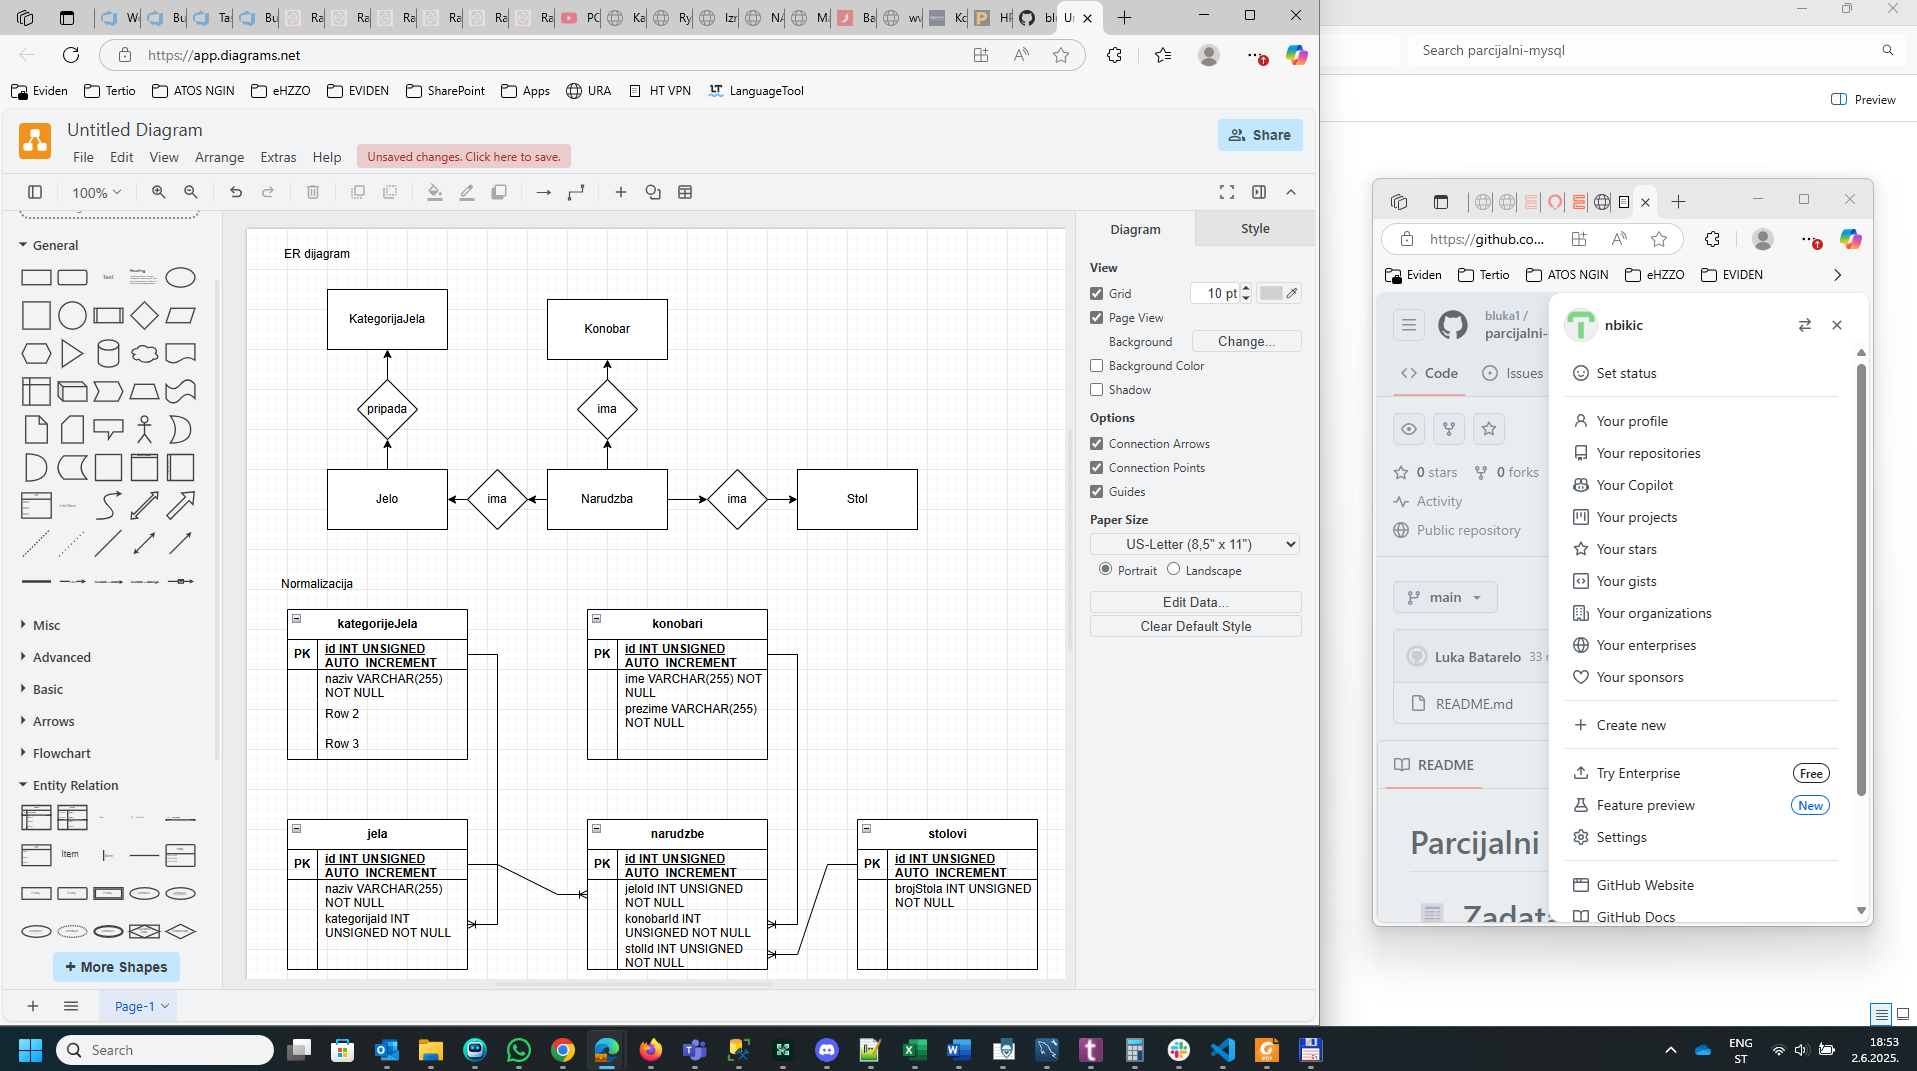 https://app.diagrams.net
Eviden
Tertio
ATOS NGIN
eHZZO
EVIDEN
SharePoint
Apps
URA
HT VPN
LanguageTool
Untitled Diagram
File
Edit
View
Arrange
Extras
Help
Unsaved changes. Click here to save.
Share
100%
General
Text
Heading
Misc
Advanced
Basic
Arrows
Flowchart
Entity Relation
Item
+ More Shapes
Page-1
ER dijagram
KategorijaJela
Konobar
pripada
ima
Jelo
ima
Narudzba
ima
Stol
Normalizacija
kategorijeJela
PK
id INT UNSIGNED
AUTO_INCREMENT
naziv VARCHAR(255)
NOT NULL
Row 2
Row 3
konobari
PK
id INT UNSIGNED
AUTO_INCREMENT
ime VARCHAR(255) NOT
NULL
prezime VARCHAR(255)
NOT NULL
jela
PK
id INT UNSIGNED
AUTO_INCREMENT
naziv VARCHAR(255)
NOT NULL
kategorijaId INT
UNSIGNED NOT NULL
narudzbe
PK
id INT UNSIGNED
AUTO_INCREMENT
jeloId INT UNSIGNED
NOT NULL
konobarId INT
UNSIGNED NOT NULL
stolId INT UNSIGNED
NOT NULL
stolovi
PK
id INT UNSIGNED
AUTO_INCREMENT
brojStola INT UNSIGNED
NOT NULL
Diagram
Style
View
Grid
10 pt
Page View
Background
Change...
Background Color
Shadow
Options
Connection Arrows
Connection Points
Guides
Paper Size
US-Letter (8,5" x 11")
Portrait
Landscape
Edit Data...
Clear Default Style
Search parcijalni-mysql
Preview
https://github.co...
Eviden
Tertio
ATOS NGIN
eHZZO
EVIDEN
bluka1 /
parcijalni-
Code
Issues
0 stars
0 forks
Activity
Public repository
main
Luka Batarelo
33
README.md
README
Parcijalni
Zadata
nbikic
Set status
Your profile
Your repositories
Your Copilot
Your projects
Your stars
Your gists
Your organizations
Your enterprises
Your sponsors
Create new
Try Enterprise
Free
Feature preview
New
Settings
GitHub Website
GitHub Docs
Search
ENG
ST
18:53
2.6.2025.